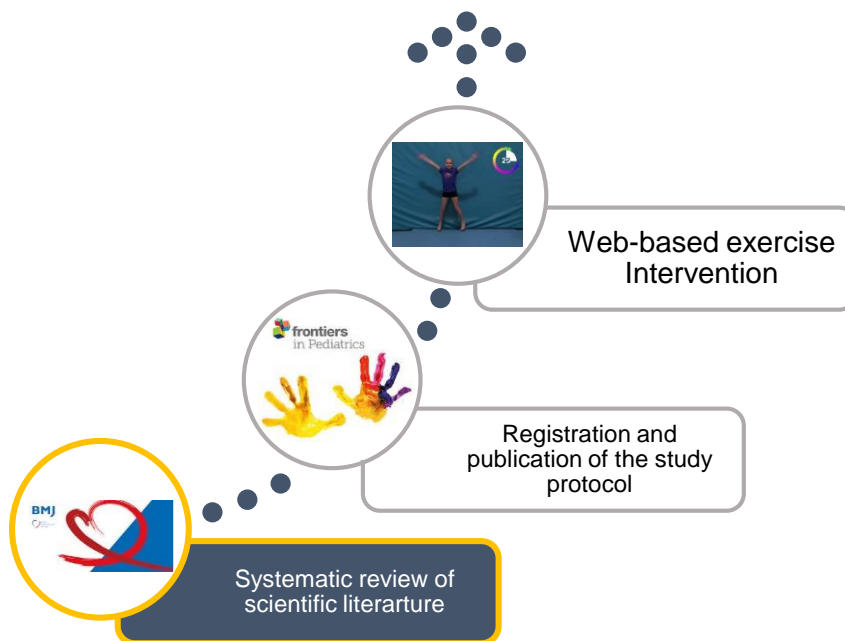 25
Web-based exercise
Intervention
frontiers
in Pediatrics
Registration and
publication of the study
protocol
BMJ
Systematic review of
scientific literarture